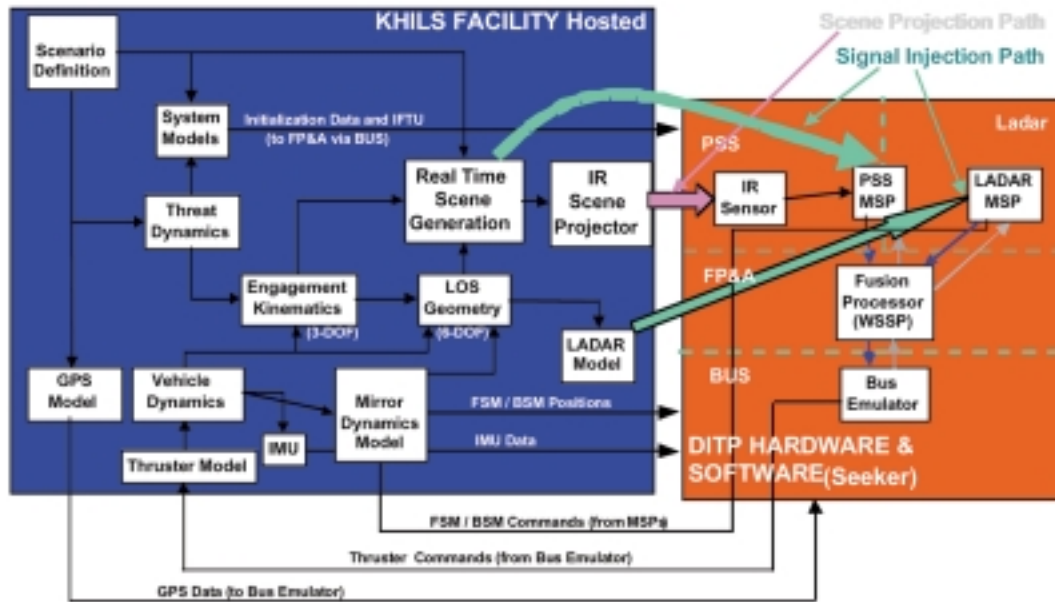 KHILS FACILITY Hosted
Scene Projection Path
Signal Injection Path
Scenario
Definition
System
Models
Initialization Data and IFTU
(to FP&A via BUS)
PSS
Ladar
Real Time
Scene
Generation
IR
Scene
Projector
IR
Sensor
PSS
MSP
LADAR
MSP
Threat
Dynamics
Engagement
Kinematics
(3-DOF)
LOS
Geometry
(6-DOF)
FP&A
Fusion
Processor
(WSSP)
LADAR
Model
BUS
GPS
Model
Vehicle
Dynamics
Mirror
Dynamics
Model
FSM / BSM Positions
Bus
Emulator
IMU
IMU Data
Thruster Model
DITP HARDWARE &
SOFTWARE(Seeker)
FSM / BSM Commands (from MSPs)
Thruster Commands (from Bus Emulator)
GPS Data (to Bus Emulator)